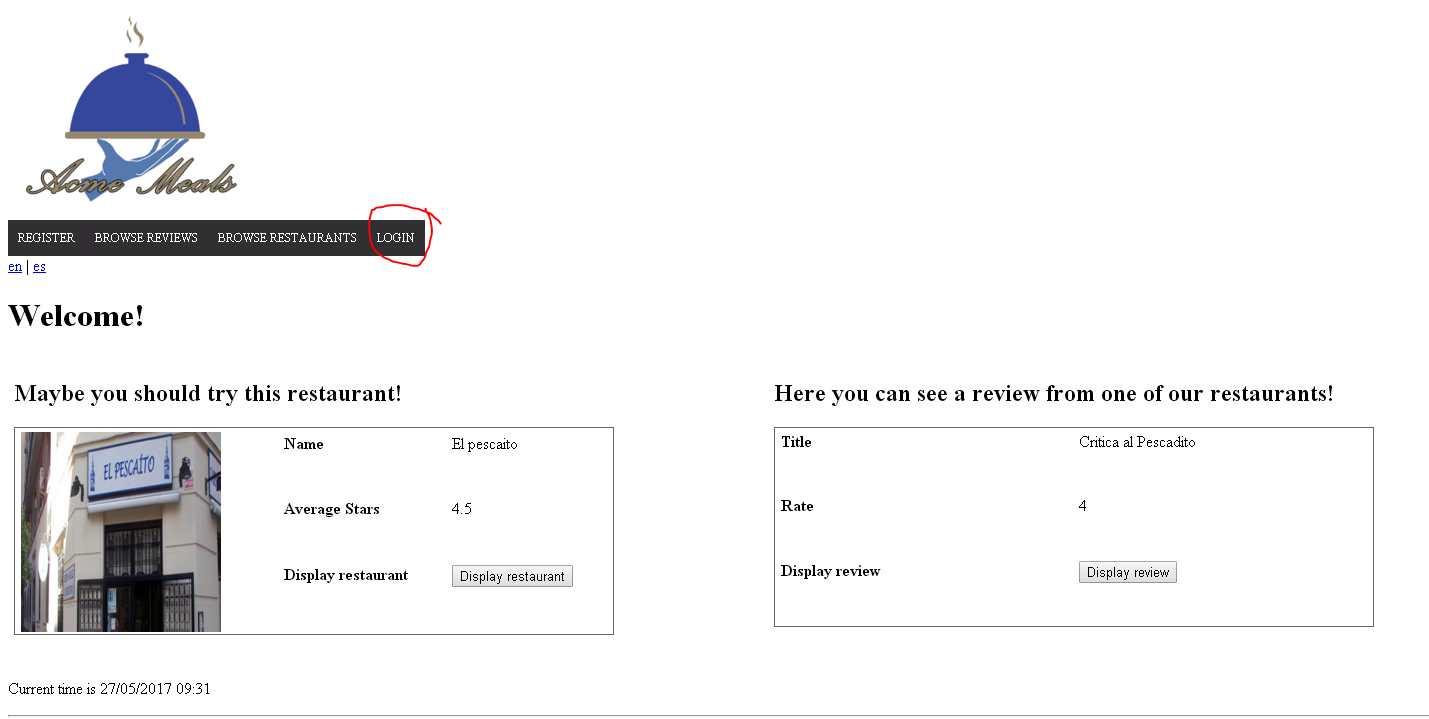 Acme Meals
REGISTER BROWSE REVIEWS BROWSE RESTAURANTS LOGIN
en | es
Welcome!
Maybe you should try this restaurant!
EL PESCAÍTO
Name El pescaito
Average Stars 4.5
Display restaurant Display restaurant
Here you can see a review from one of our restaurants!
Title Critica al Pescadito
Rate 4
Display review Display review
Current time is 27/05/2017 09:31